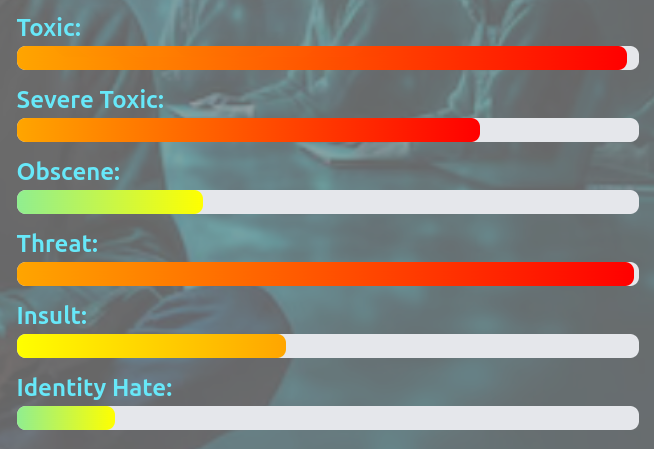 Toxic:
Severe Toxic:
Obscene:
Threat:
Insult:
Identity Hate: